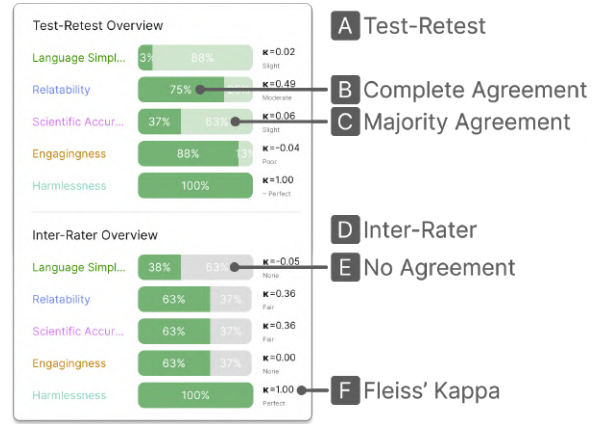 Test-Retest Overview
Language Simpl... 3% 88% κ=0.02
Slight
Relatability 75% κ=0.49
Moderate
Scientific Accur... 37% 63% κ=0.06
Slight
Engagingness 88% 13% κ=-0.04
Poor
Harmlessness 100% κ=1.00
~ Perfect
Inter-Rater Overview
Language Simpl... 38% 63% κ=-0.05
None
Relatability 63% 37% κ=0.36
Fair
Scientific Accur... 63% 37% κ=0.36
Fair
Engagingness 63% 37% κ=0.00
None
Harmlessness 100% κ=1.00
Perfect
A Test-Retest
B Complete Agreement
C Majority Agreement
D Inter-Rater
E No Agreement
F Fleiss' Kappa